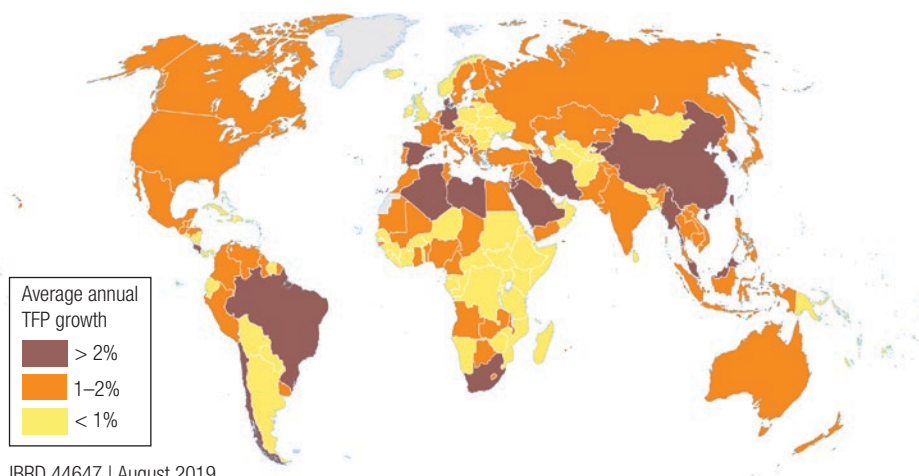 Average annual
TFP growth
> 2%
1–2%
< 1%
IBRD 44647 | August 2019